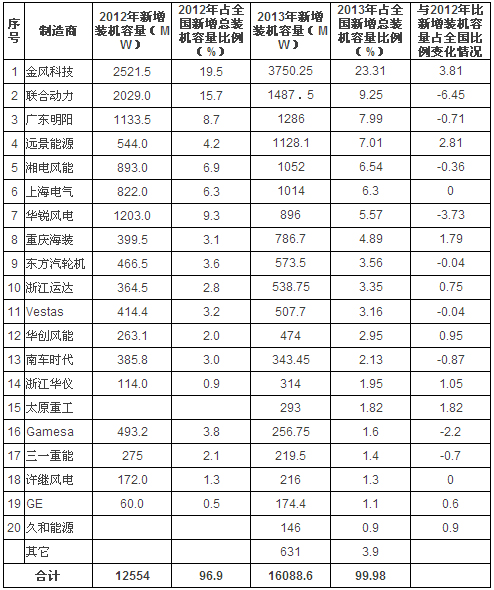 序号 制造商 2012年新增装机容量（MW） 2012年占全国新增总装机容量比例（%） 2013年新增装机容量（MW） 2013年占全国新增总装机容量比例（%） 与2012年比新增装机容量占全国比例变化情况
1 金风科技 2521.5 19.5 3750.25 23.31 3.81
2 联合动力 2029.0 15.7 1487．5 9.25 -6.45
3 广东明阳 1133.5 8.7 1286 7.99 -0.71
4 远景能源 544.0 4.2 1128.1 7.01 2.81
5 湘电风能 893.0 6.9 1052 6.54 -0.36
6 上海电气 822.0 6.3 1014 6.3 0
7 华锐风电 1203.0 9.3 896 5.57 -3.73
8 重庆海装 399.5 3.1 786.7 4.89 1.79
9 东方汽轮机 466.5 3.6 573.5 3.56 -0.04
10 浙江运达 364.5 2.8 538.75 3.35 0.75
11 Vestas 414.4 3.2 507.7 3.16 -0.04
12 华创风能 263.1 2.0 474 2.95 0.95
13 南车时代 385.8 3.0 343.45 2.13 -0.87
14 浙江华仪 114.0 0.9 314 1.95 1.05
15 太原重工 293 1.82 1.82
16 Gamesa 493.2 3.8 256.75 1.6 -2.2
17 三一重能 275 2.1 219.5 1.4 -0.7
18 许继风电 172.0 1.3 216 1.3 0
19 GE 60.0 0.5 174.4 1.1 0.6
20 久和能源 146 0.9 0.9
其它 631 3.9
合计 12554 96.9 16088.6 99.98